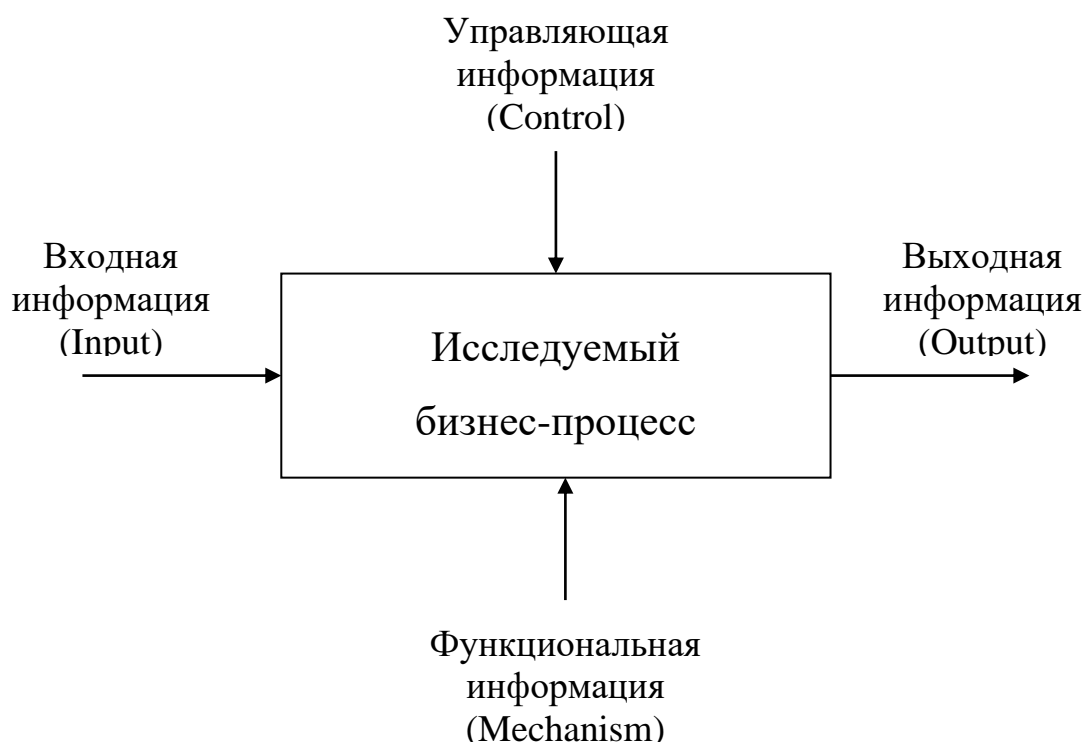 Управляющая
информация
(Control)
Входная
информация
(Input)
Выходная
информация
(Output)
Исследуемый
бизнес-процесс
Функциональная
информация
(Mechanism)